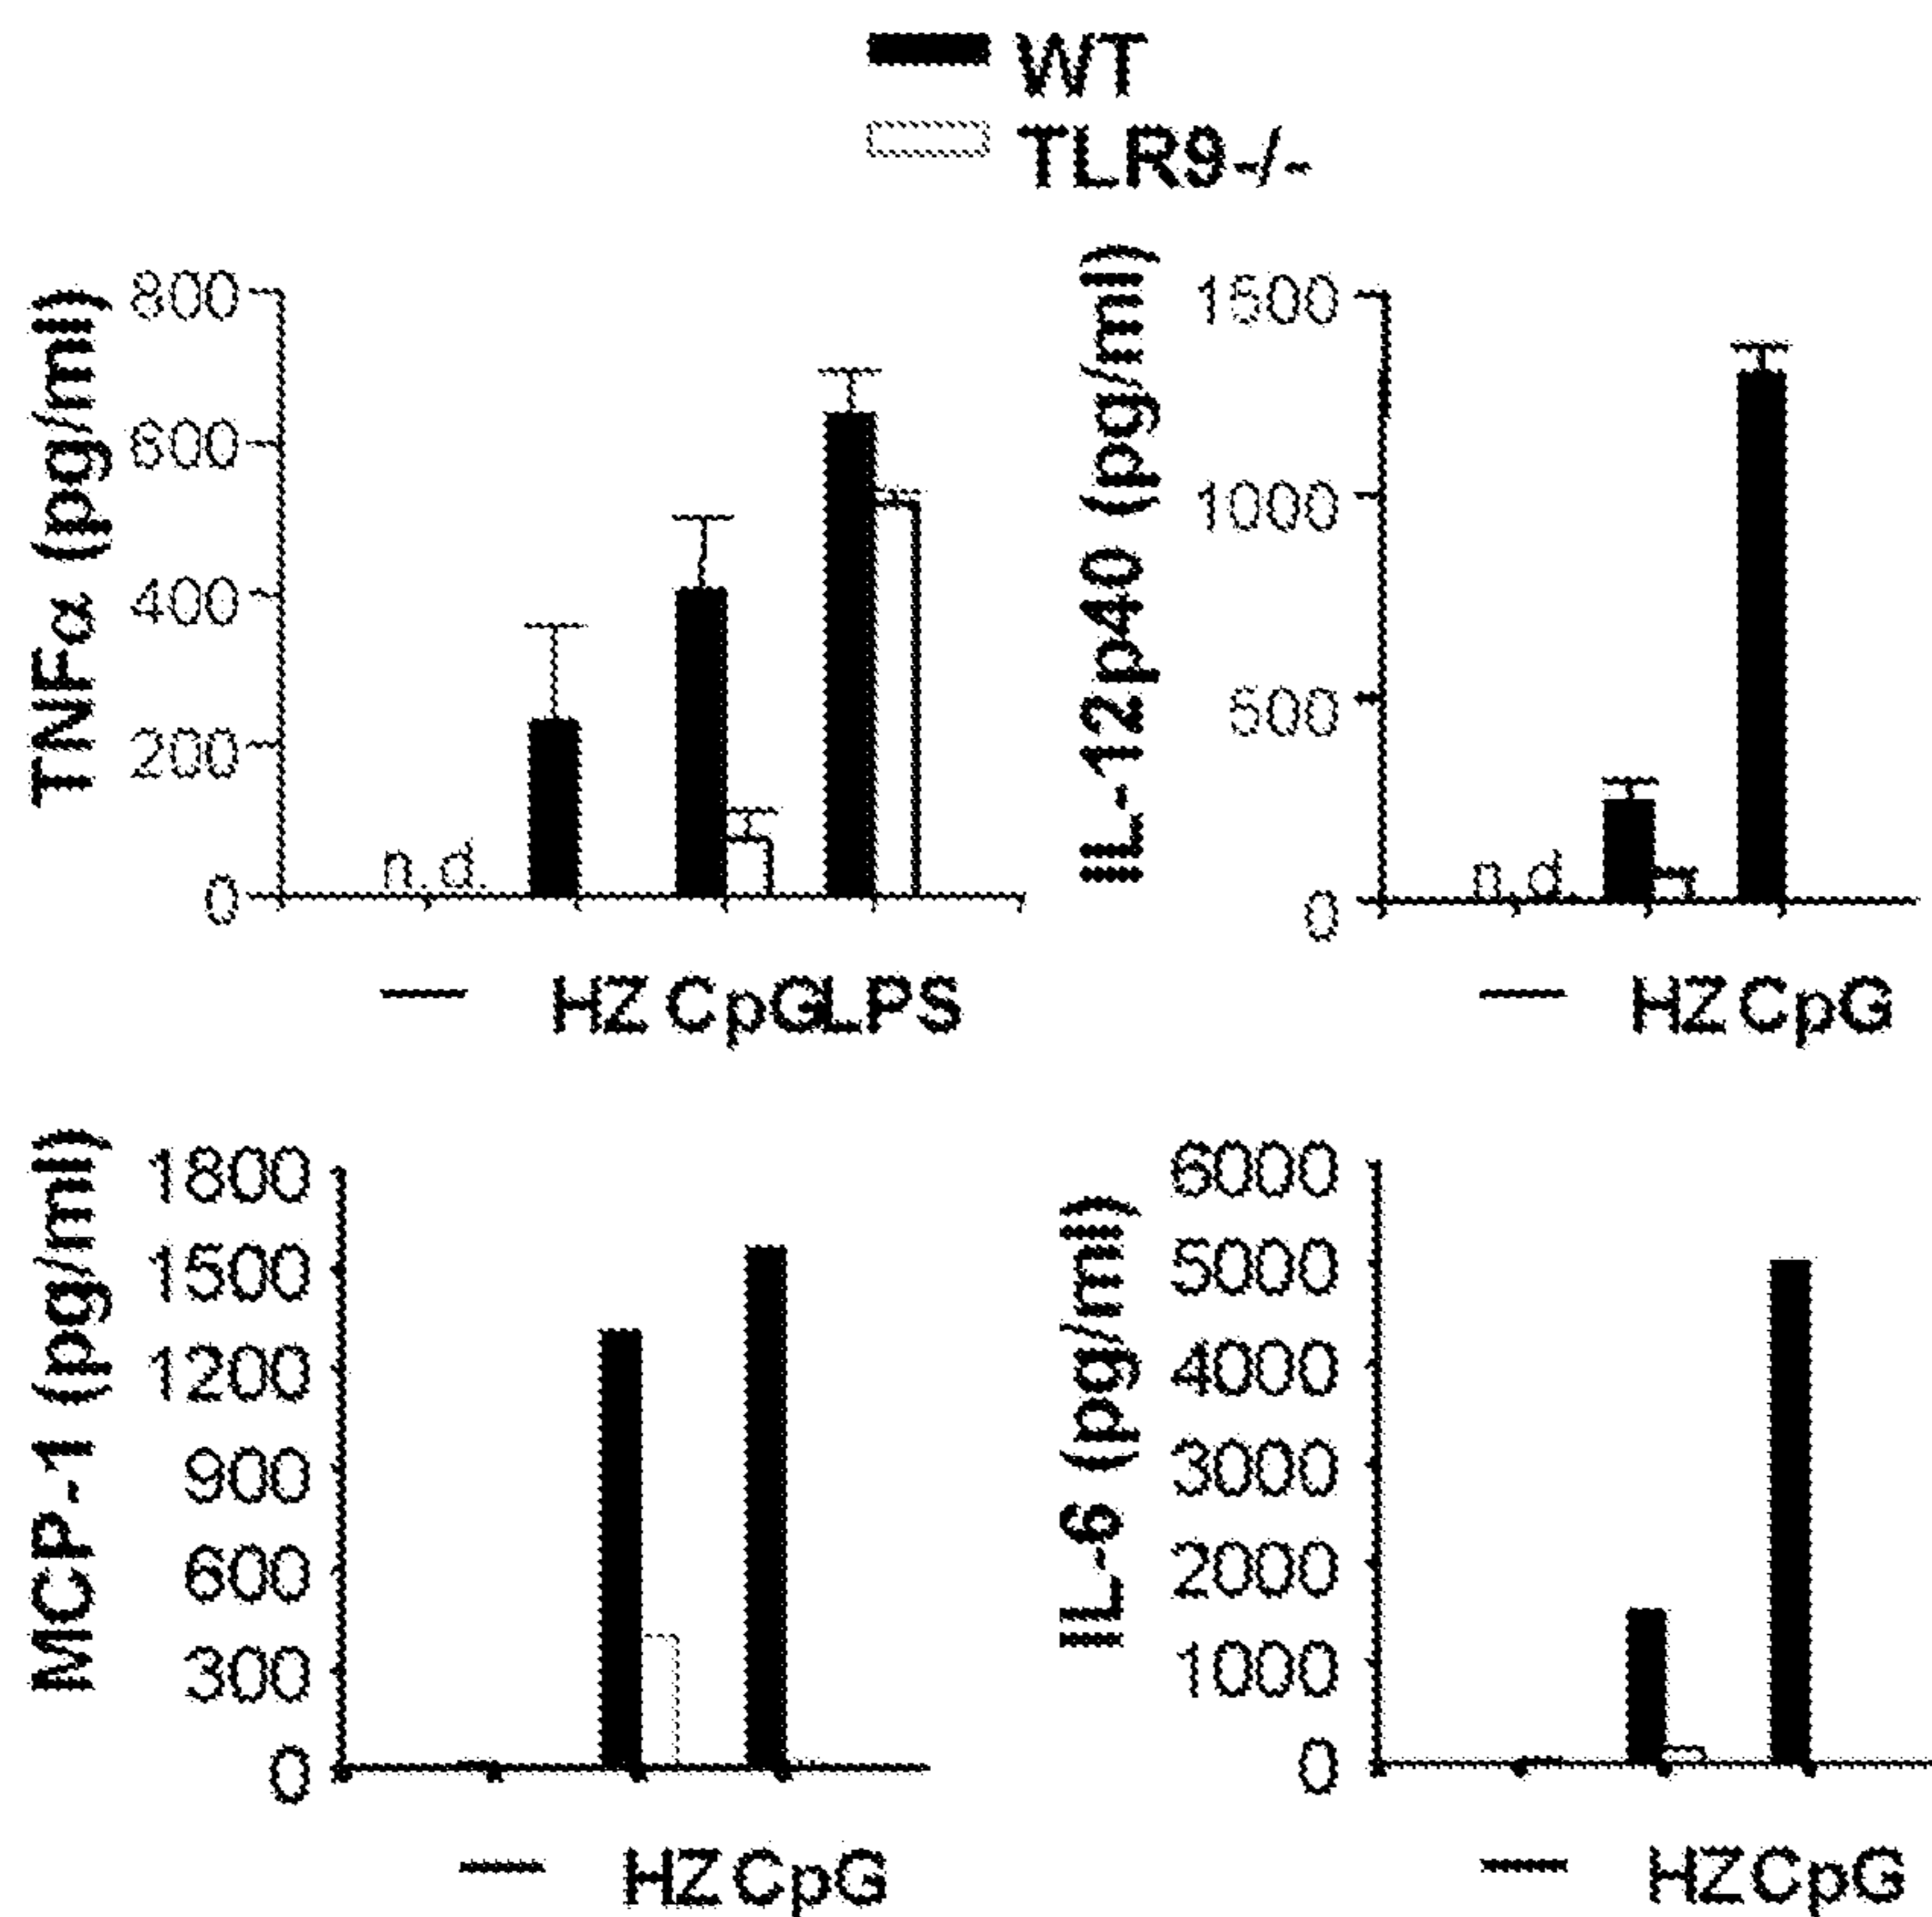 WT
TLR9-/-
TNFα (pg/ml)
800
600
400
200
0
n.d.
— HZ CpG LPS
IL-12p40 (pg/ml)
1500
1000
500
0
n.d.
— HZ CpG
MCP-1 (pg/ml)
1800
1500
1200
900
600
300
0
— HZ CpG
IL-6 (pg/ml)
6000
5000
4000
3000
2000
1000
0
— HZ CpG